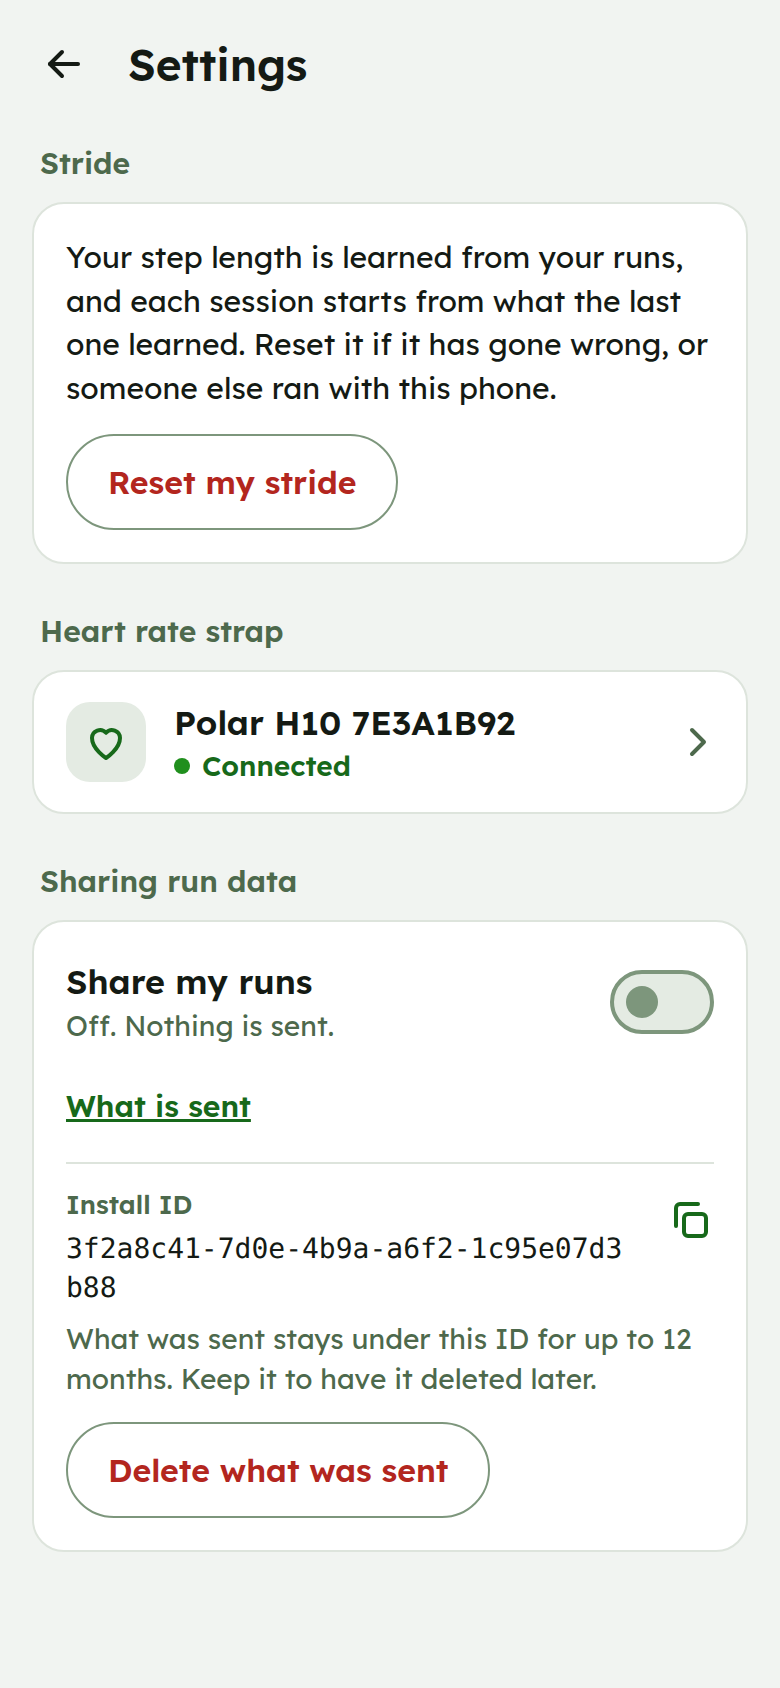 Settings
Stride
Your step length is learned from your runs,
and each session starts from what the last
one learned. Reset it if it has gone wrong, or
someone else ran with this phone.
Reset my stride
Heart rate strap
Polar H10 7E3A1B92
Connected
Sharing run data
Share my runs
Off. Nothing is sent.
What is sent
Install ID
3f2a8c41-7d0e-4b9a-a6f2-1c95e07d3
b88
What was sent stays under this ID for up to 12
months. Keep it to have it deleted later.
Delete what was sent